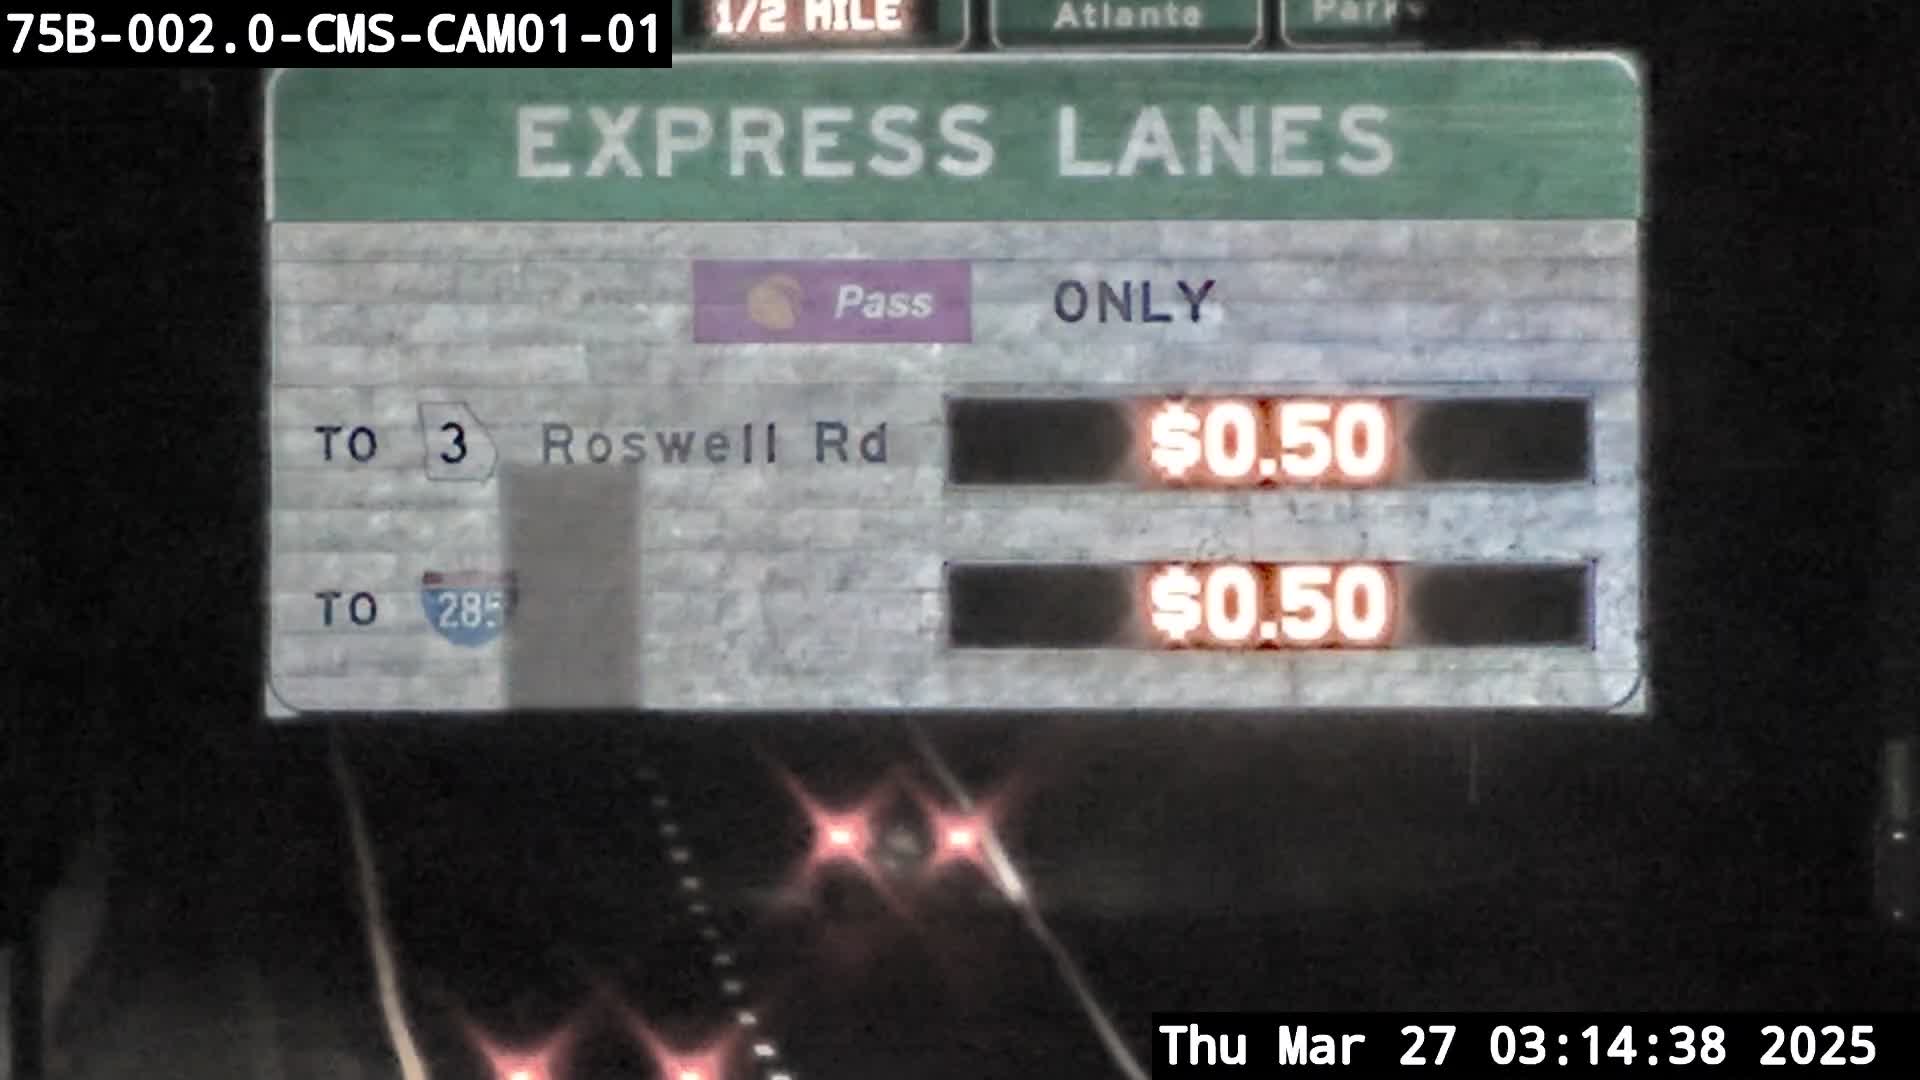 75B-002.0-CMS-CAM01-01
1/2 MILE
Atlanta
Park
EXPRESS LANES
Pass ONLY
TO 3 Roswell Rd $0.50
TO 285 $0.50
Thu Mar 27 03:14:38 2025